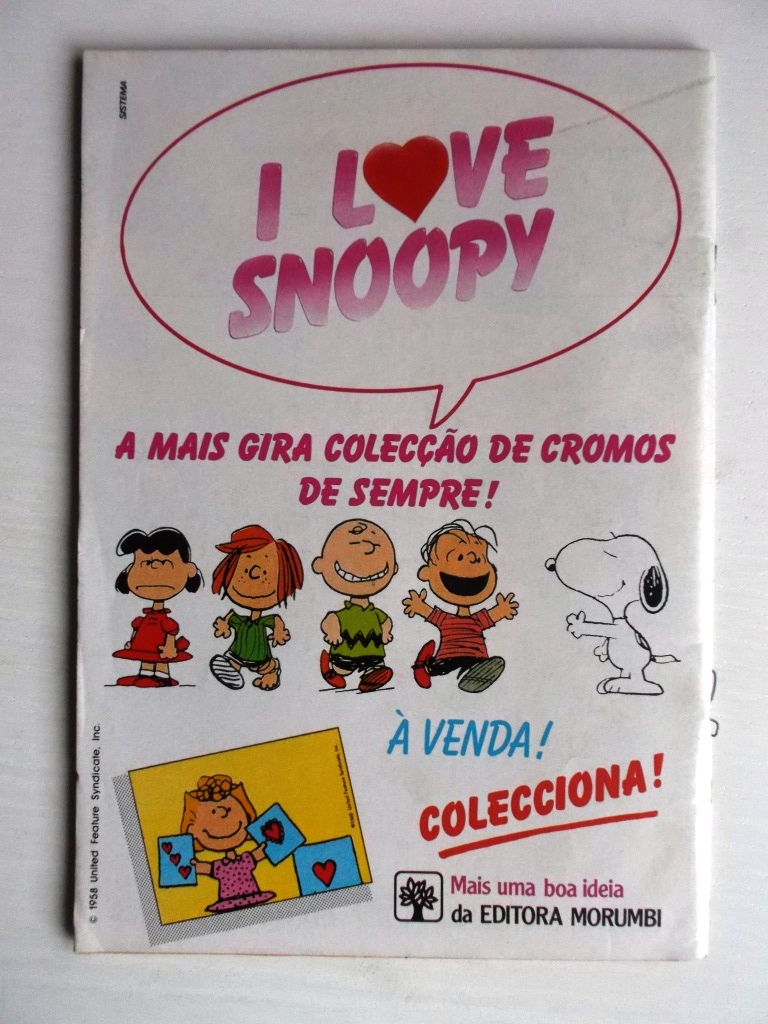 SISTEMA
I LOVE
SNOOPY
A MAIS GIRA COLECÇÃO DE CROMOS
DE SEMPRE!
À VENDA!
COLECCIONA!
© 1958 United Feature Syndicate, Inc.
Mais uma boa ideia
da EDITORA MORUMBI